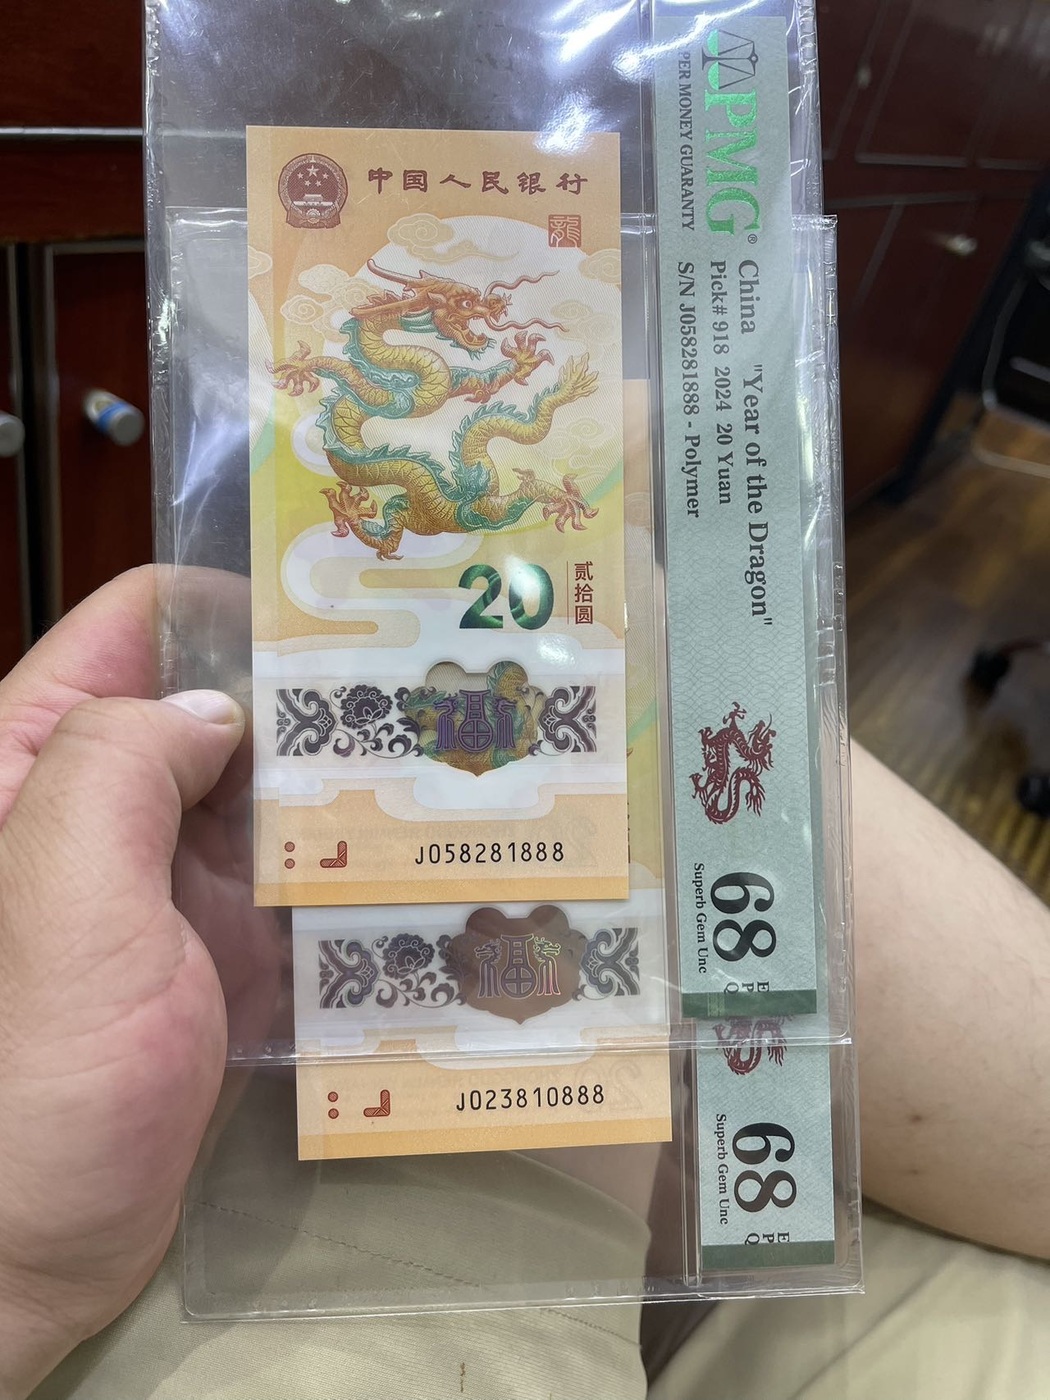 中国人民银行
龍
20
贰拾圆
福
J058281888
福
J023810888
PMG®
PER MONEY GUARANTY
China "Year of the Dragon"
Pick# 918 2024 20 Yuan
S/N J058281888 - Polymer
68
EPQ
Superb Gem Unc
68
EPQ
Superb Gem Unc